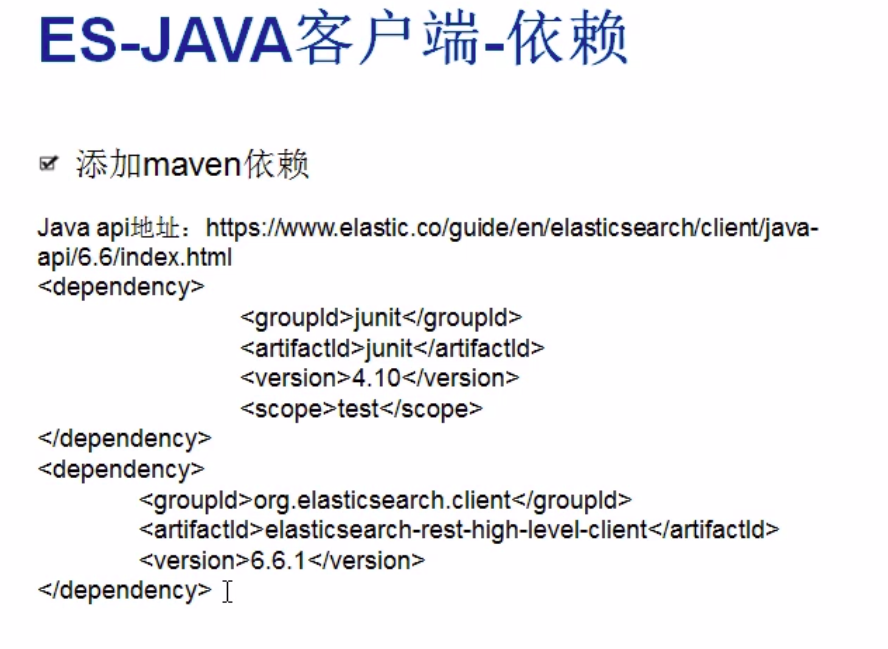 ES-JAVA客户端-依赖
添加maven依赖
Java api地址：https://www.elastic.co/guide/en/elasticsearch/client/java-
api/6.6/index.html
<dependency>
<groupId>junit</groupId>
<artifactId>junit</artifactId>
<version>4.10</version>
<scope>test</scope>
</dependency>
<dependency>
<groupId>org.elasticsearch.client</groupId>
<artifactId>elasticsearch-rest-high-level-client</artifactId>
<version>6.6.1</version>
</dependency>